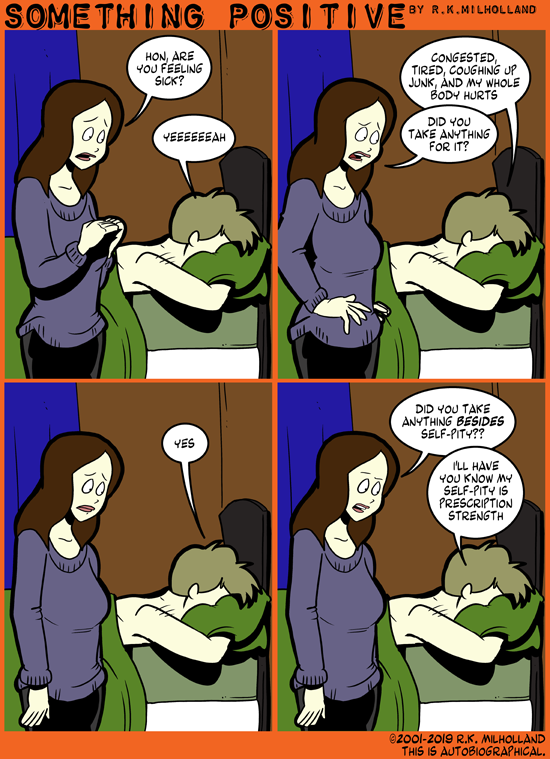 SOMETHING POSITIVE BY R.K.MILHOLLAND
HON, ARE
YOU FEELING
SICK?
YEEEEEEAH
CONGESTED,
TIRED, COUGHING UP
JUNK, AND MY WHOLE
BODY HURTS
DID YOU
TAKE ANYTHING
FOR IT?
YES
DID YOU TAKE
ANYTHING BESIDES
SELF-PITY??
I'LL HAVE
YOU KNOW MY
SELF-PITY IS
PRESCRIPTION
STRENGTH
©2001-2019 R.K. MILHOLLAND
THIS IS AUTOBIOGRAPHICAL.